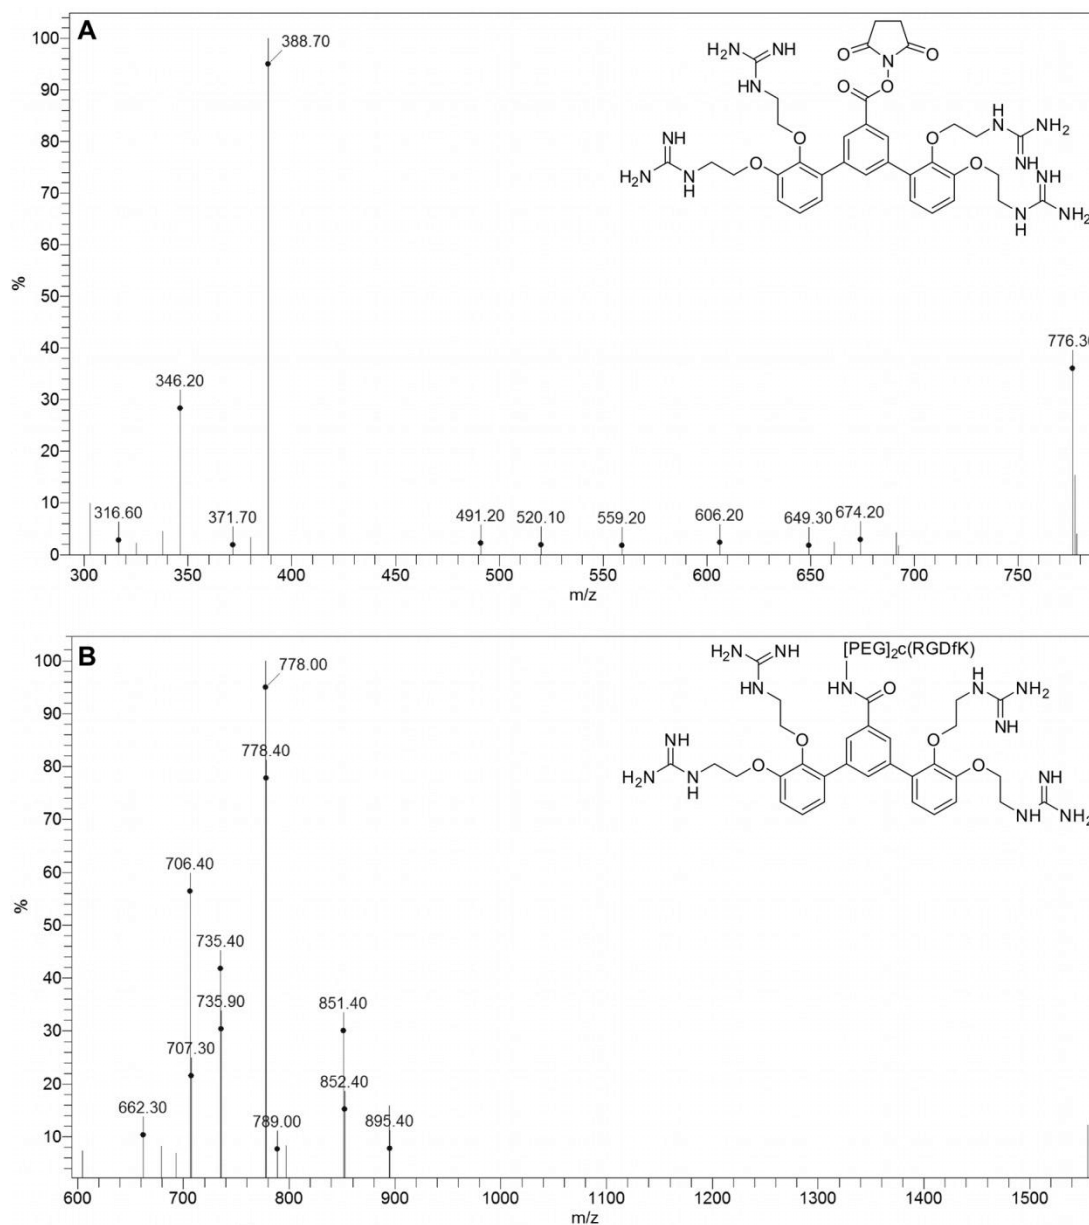 A
100
90
80
70
60
50
40
30
20
10
0
%
388.70
346.20
316.60
371.70
491.20
520.10
559.20
606.20
649.30
674.20
776.30
300 350 400 450 500 550 600 650 700 750
m/z
O N O
O O
H2N NH
HN
O
NH
H2N N H
O
O
H N NH2
NH
O
NH
N H NH2
B
100
90
80
70
60
50
40
30
20
10
%
778.00
778.40
706.40
735.40
735.90
707.30
662.30
789.00
851.40
852.40
895.40
600 700 800 900 1000 1100 1200 1300 1400 1500
m/z
[PEG]2c(RGDfK)
HN O
H2N NH
HN
O
NH
H2N N H
O
O
H N NH2
NH
O
NH
NH NH2